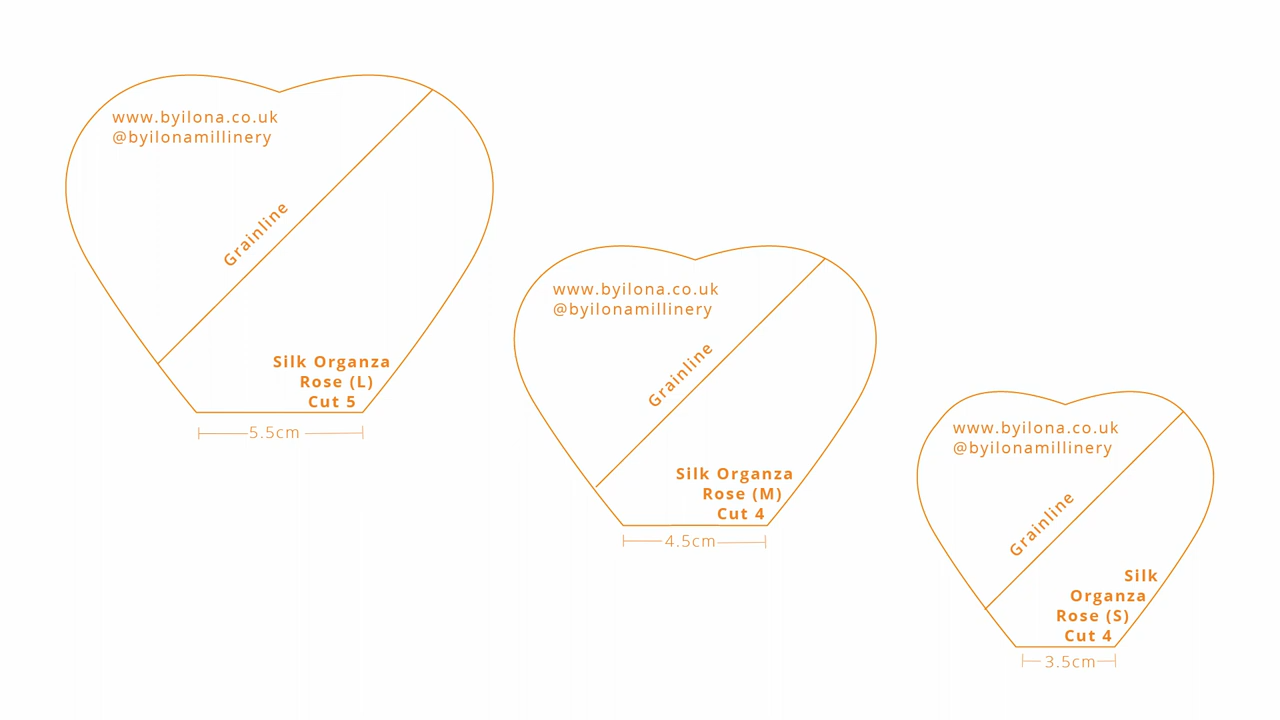 www.byilona.co.uk
@byilonamillinery
Grainline
Silk Organza
Rose (L)
Cut 5
5.5cm
www.byilona.co.uk
@byilonamillinery
Grainline
Silk Organza
Rose (M)
Cut 4
4.5cm
www.byilona.co.uk
@byilonamillinery
Grainline
Silk
Organza
Rose (S)
Cut 4
3.5cm